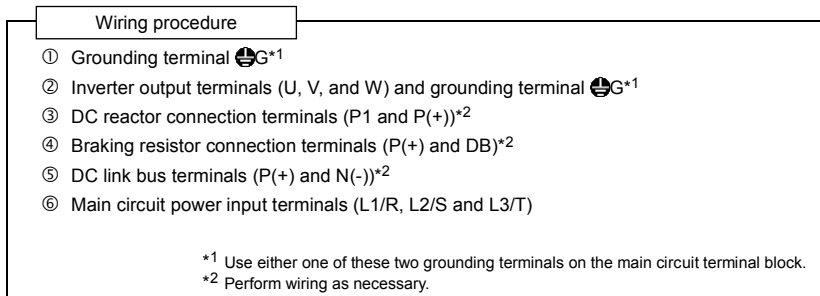 Wiring procedure
① Grounding terminal G*1
② Inverter output terminals (U, V, and W) and grounding terminal G*1
③ DC reactor connection terminals (P1 and P(+))*2
④ Braking resistor connection terminals (P(+) and DB)*2
⑤ DC link bus terminals (P(+) and N(-))*2
⑥ Main circuit power input terminals (L1/R, L2/S and L3/T)
*1 Use either one of these two grounding terminals on the main circuit terminal block.
*2 Perform wiring as necessary.